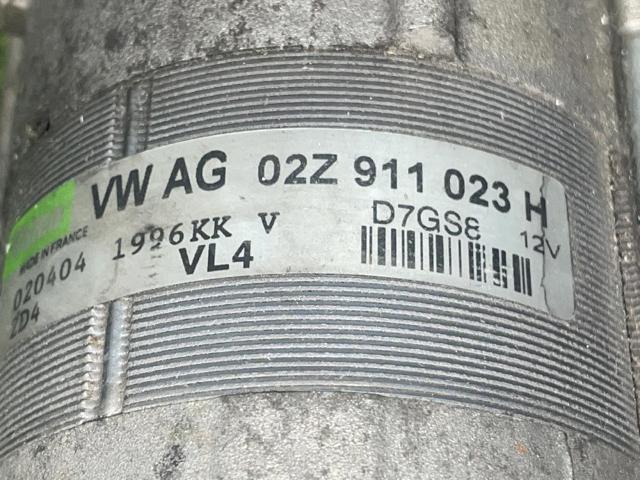 VW AG 02Z 911 023 H
MADE IN FRANCE 1996KK V D7GS8 12V
020404 VL4
ZD4